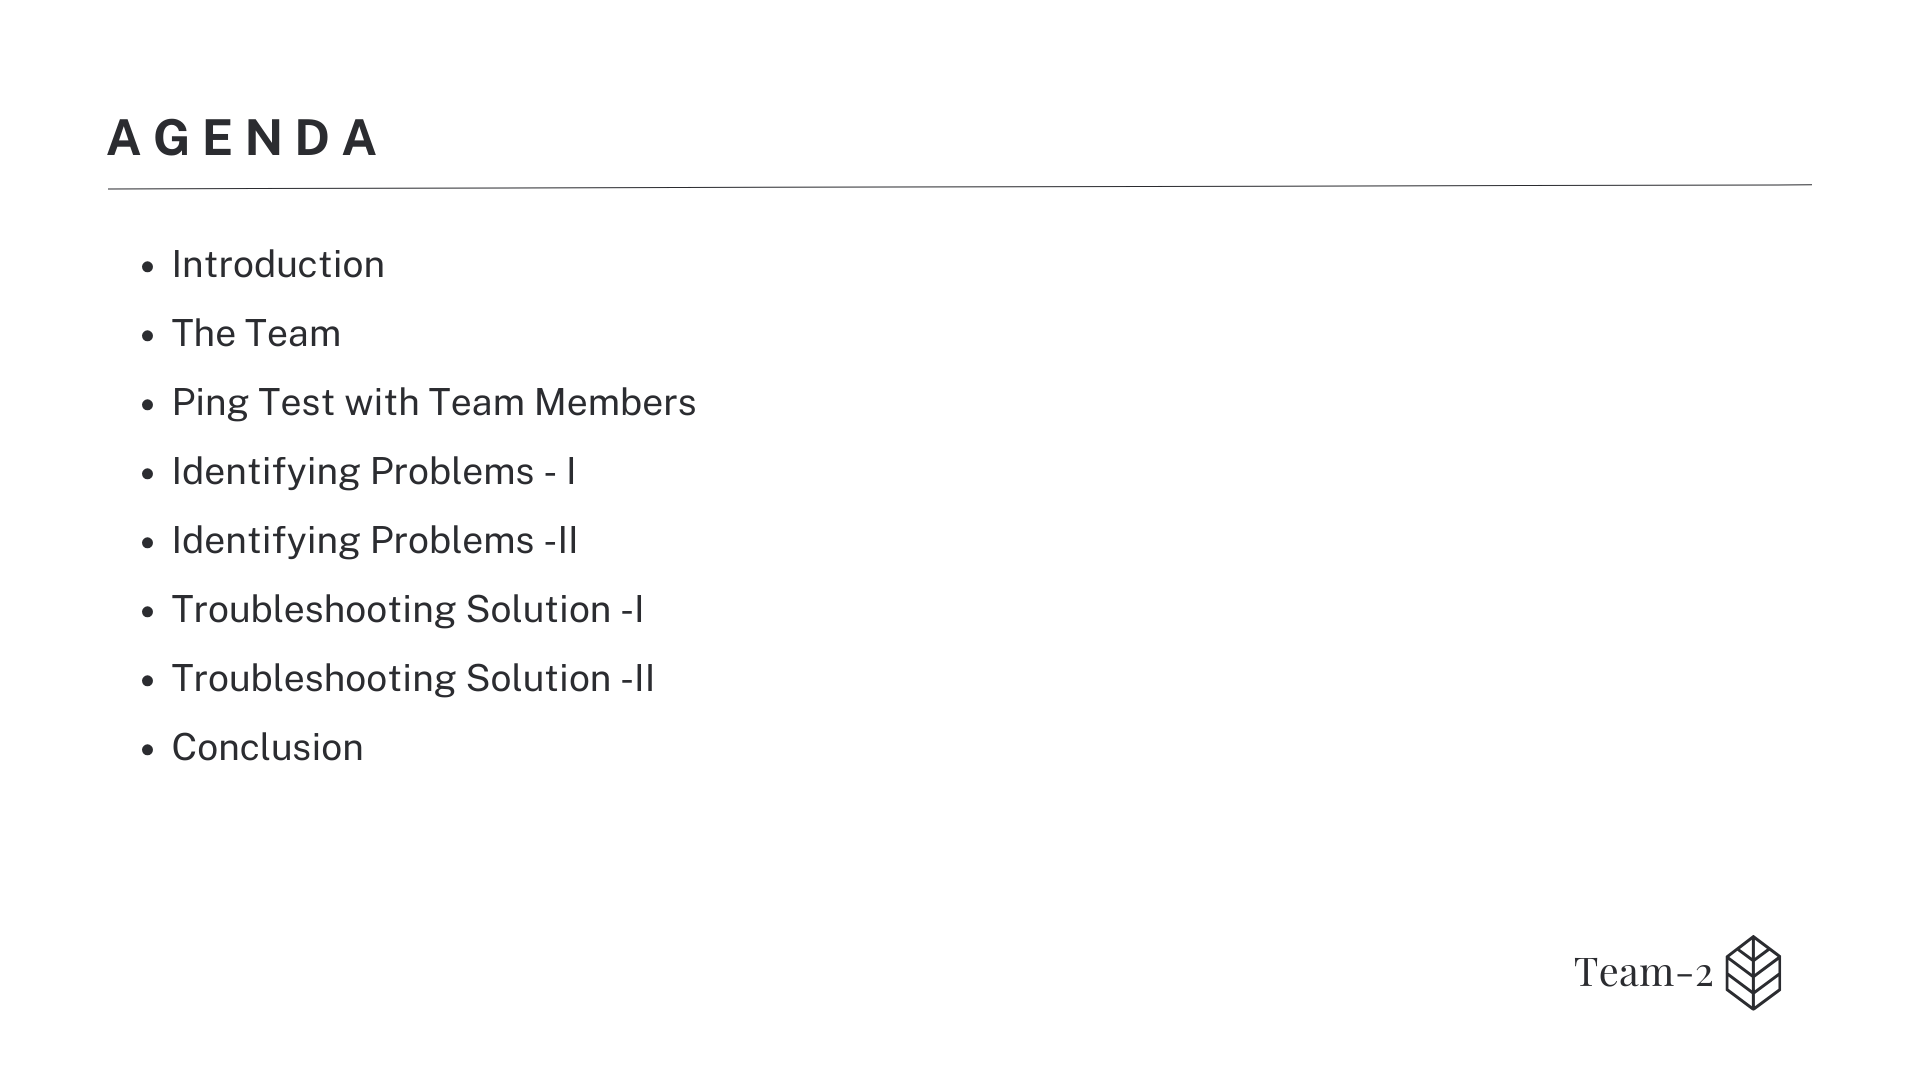 AGENDA
• Introduction
• The Team
• Ping Test with Team Members
• Identifying Problems - I
• Identifying Problems -II
• Troubleshooting Solution -I
• Troubleshooting Solution -II
• Conclusion
Team-2